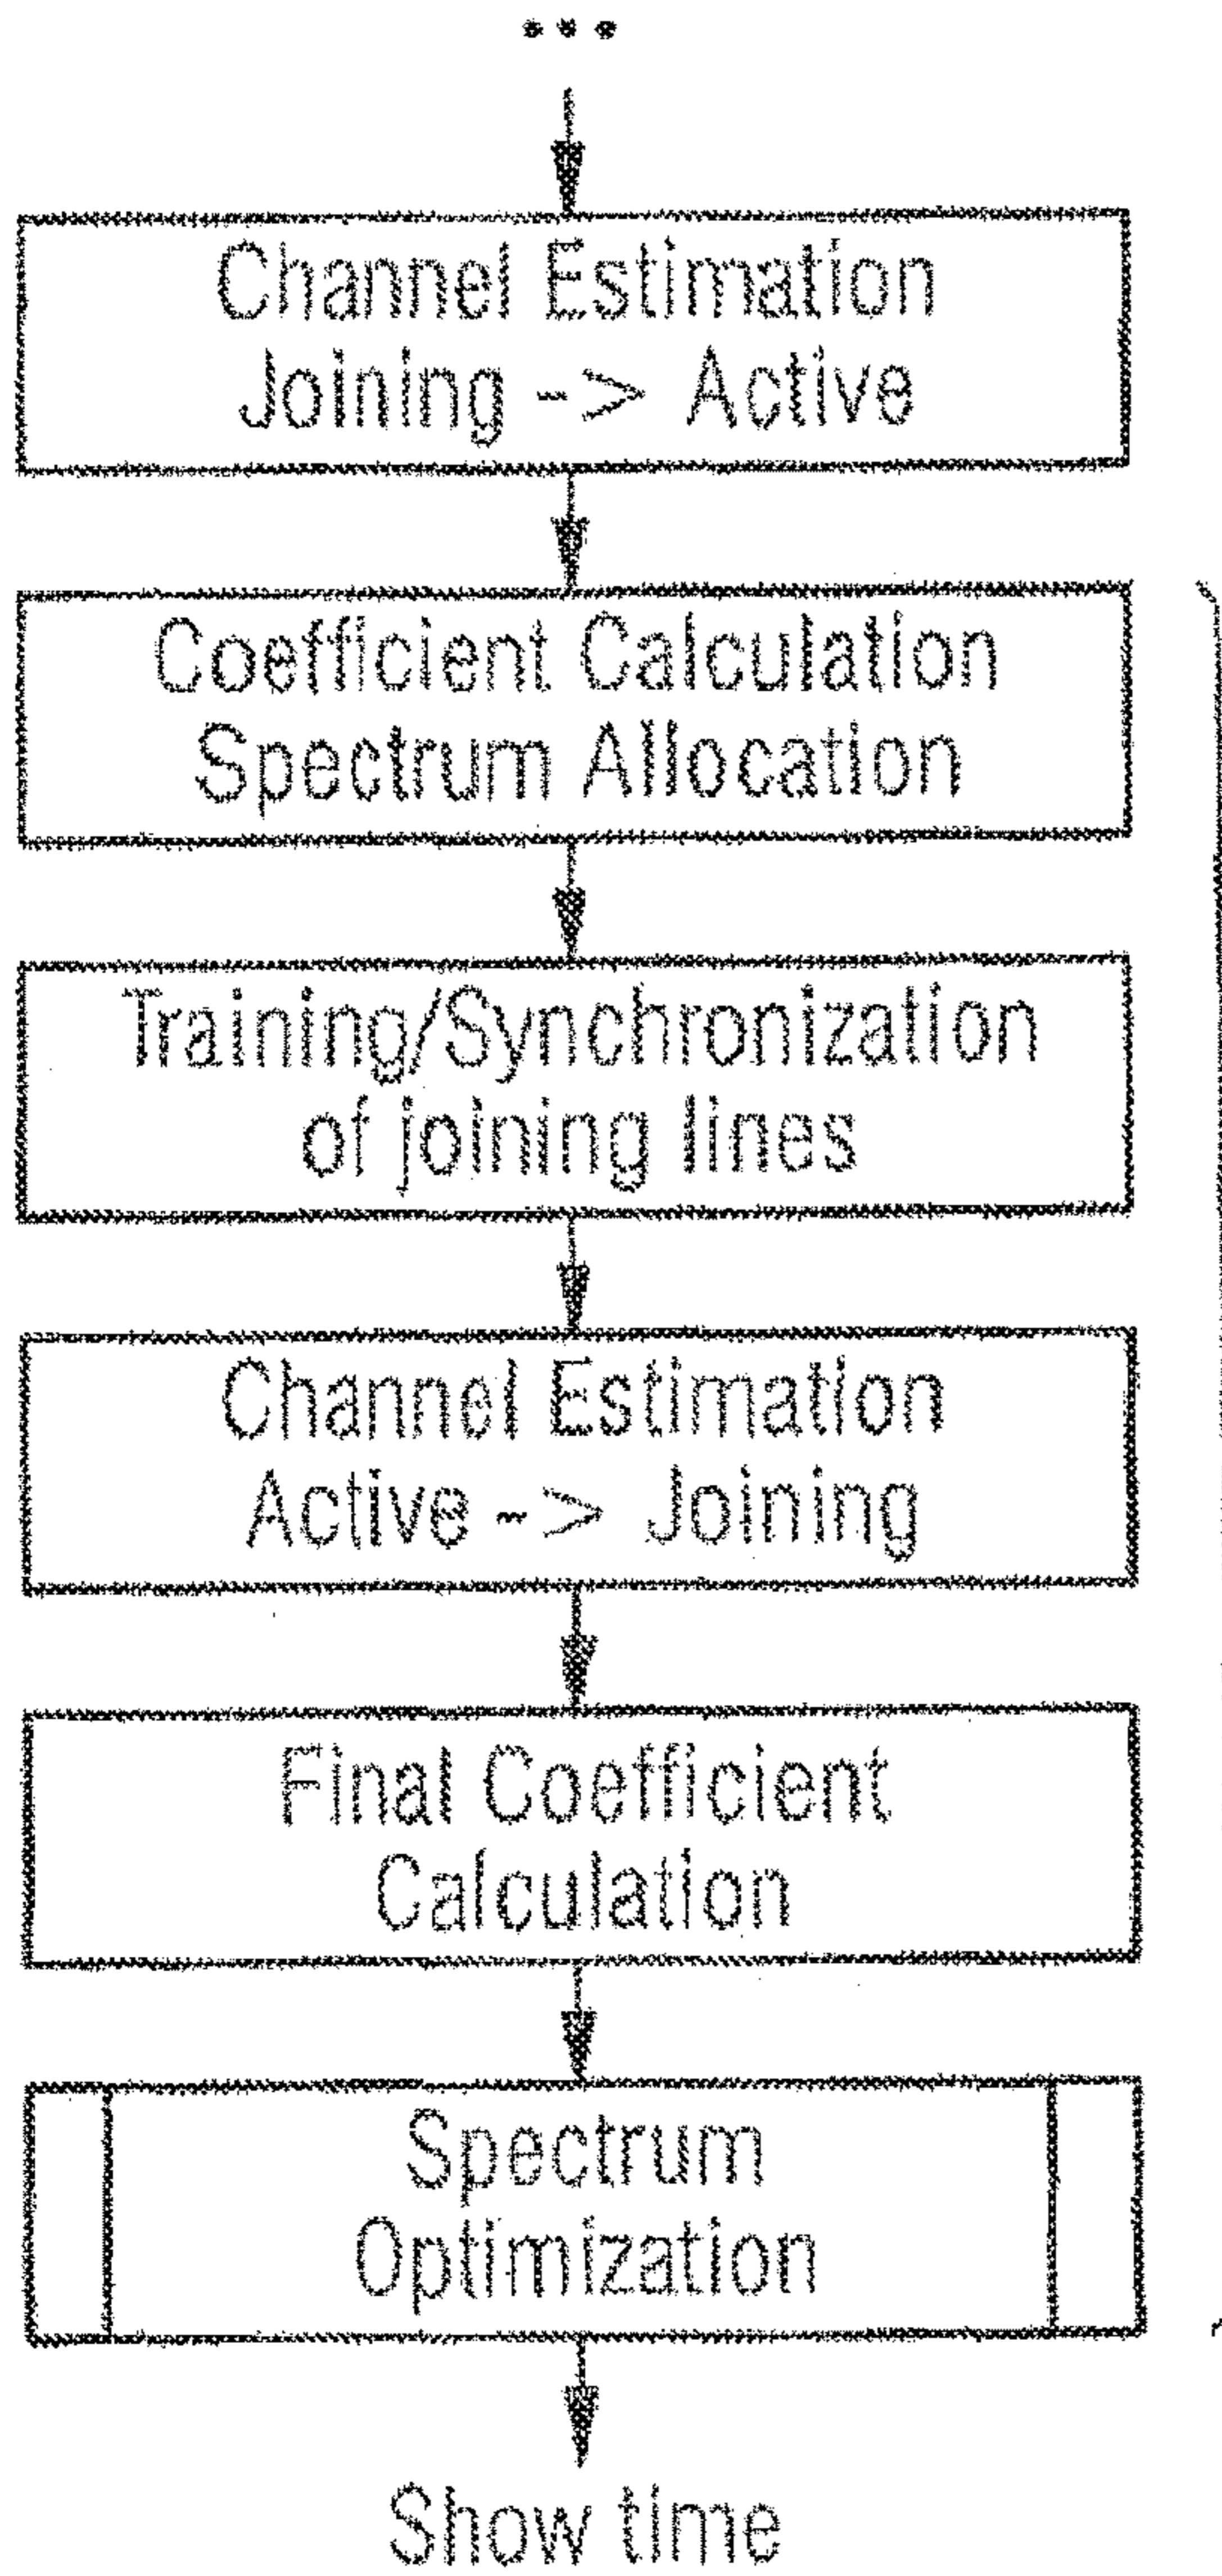 ...
Channel Estimation
Joining -> Active
Coefficient Calculation
Spectrum Allocation
Training/Synchronization
of joining lines
Channel Estimation
Active -> Joining
Final Coefficient
Calculation
Spectrum
Optimization
Show time